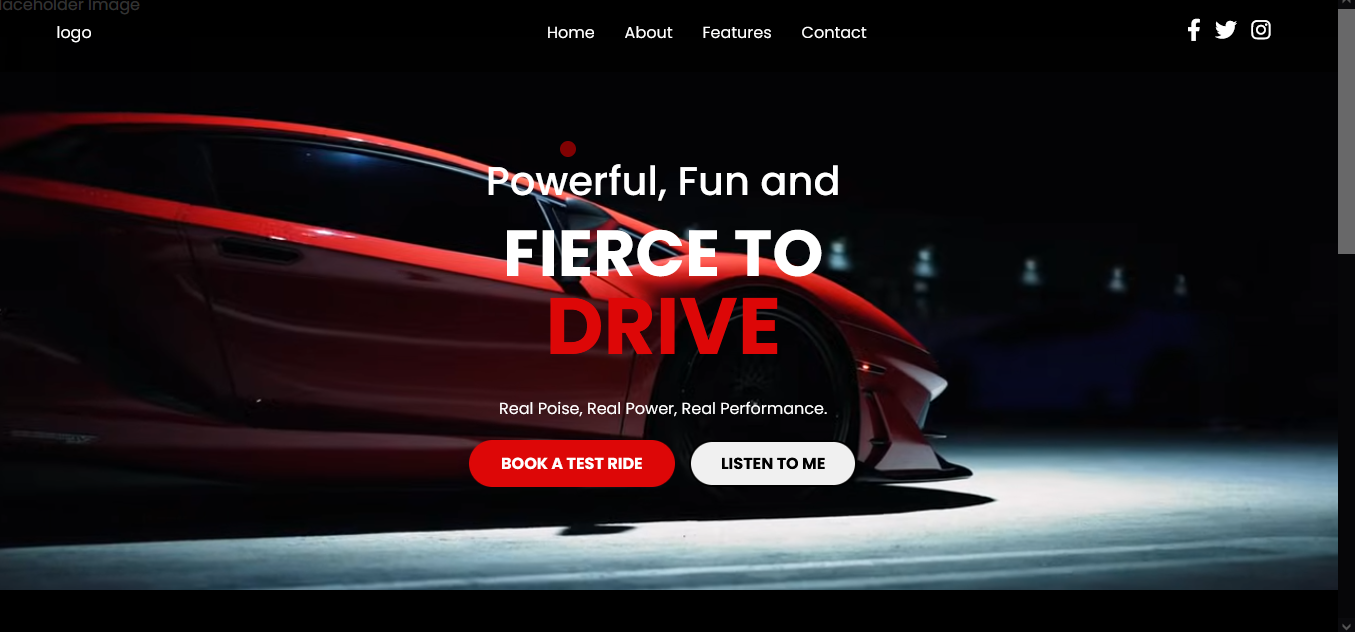 laceholder Image
logo
Home About Features Contact
Powerful, Fun and
FIERCE TO
DRIVE
Real Poise, Real Power, Real Performance.
BOOK A TEST RIDE LISTEN TO ME